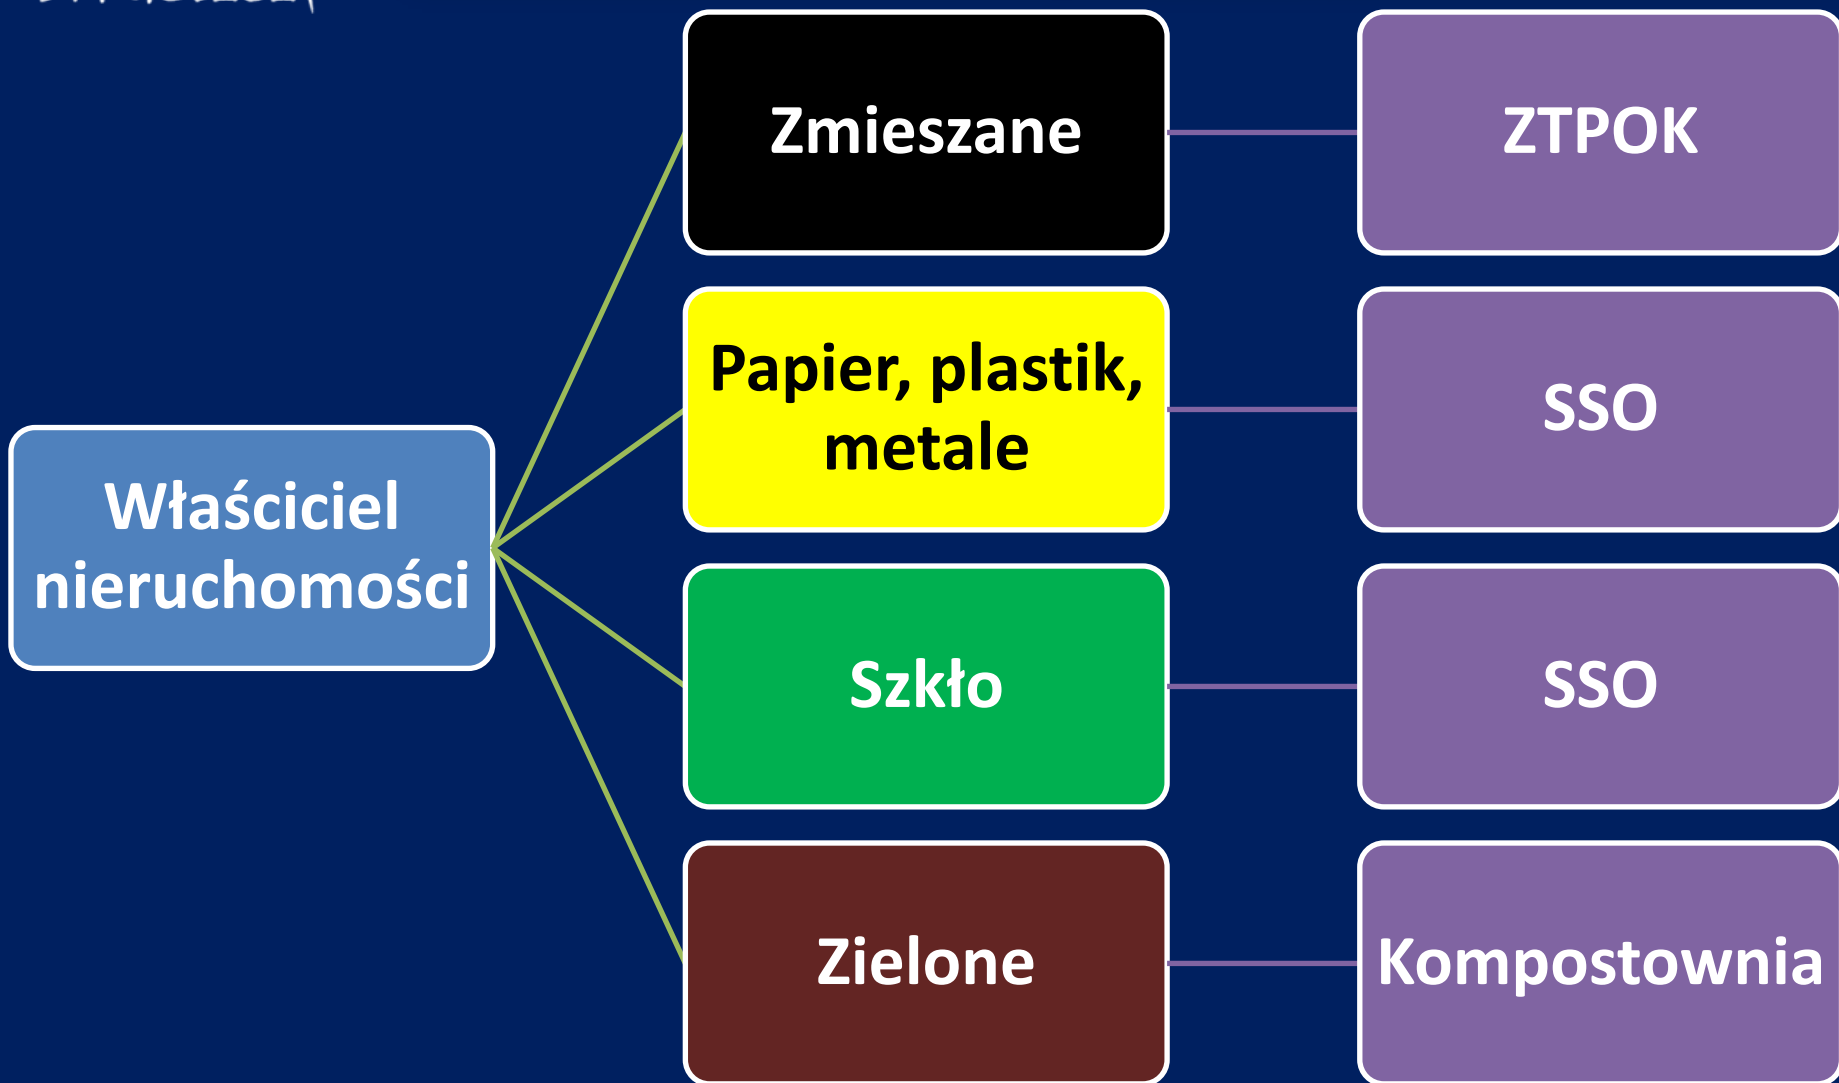 Właściciel
nieruchomości
Zmieszane
ZTPOK
Papier, plastik,
metale
SSO
Szkło
SSO
Zielone
Kompostownia